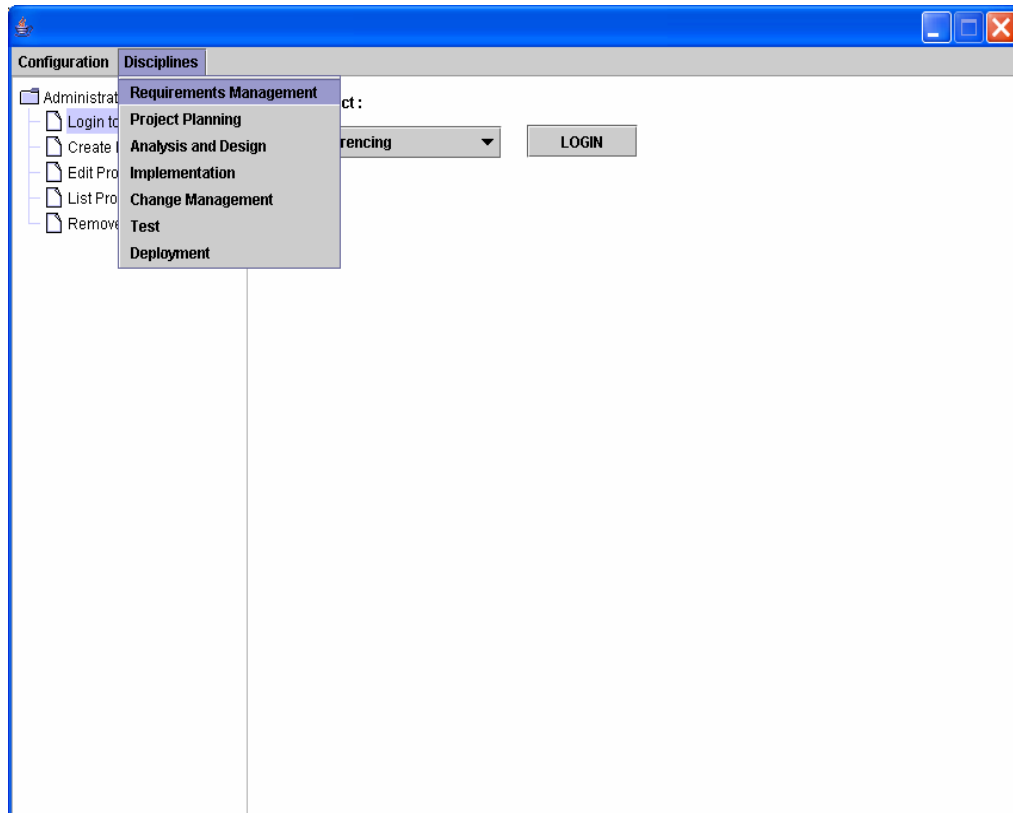 Configuration Disciplines
Administrat
Login to
Create
Edit Pro
List Pro
Remove
Requirements Management
Project Planning
Analysis and Design
Implementation
Change Management
Test
Deployment
ct :
rencing
LOGIN